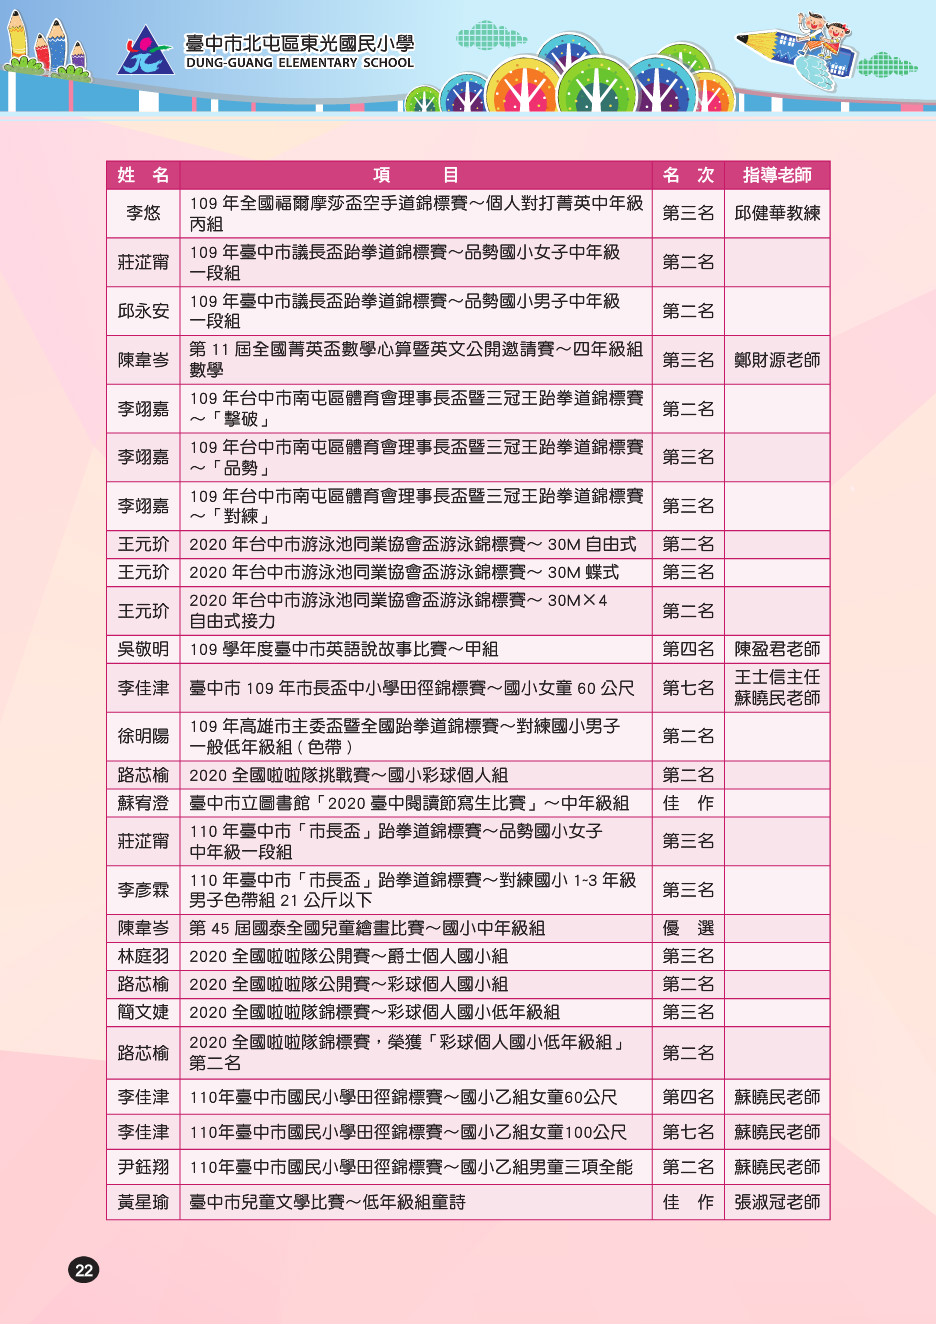 臺中市北屯區東光國民小學
DUNG-GUANG ELEMENTARY SCHOOL
姓　名　項　目　名　次　指導老師
李悠　109 年全國福爾摩莎盃空手道錦標賽～個人對打菁英中年級　第三名　邱健華教練
丙組
莊淽甯　109 年臺中市議長盃跆拳道錦標賽～品勢國小女子中年級　第二名
一段組
邱永安　109 年臺中市議長盃跆拳道錦標賽～品勢國小男子中年級　第二名
一段組
陳韋岑　第 11 屆全國菁英盃數學心算暨英文公開邀請賽～四年級組　第三名　鄭財源老師
數學
李翊嘉　109 年台中市南屯區體育會理事長盃暨三冠王跆拳道錦標賽　第二名
～「擊破」
李翊嘉　109 年台中市南屯區體育會理事長盃暨三冠王跆拳道錦標賽　第三名
～「品勢」
李翊嘉　109 年台中市南屯區體育會理事長盃暨三冠王跆拳道錦標賽　第三名
～「對練」
王元玠　2020 年台中市游泳池同業協會盃游泳錦標賽～ 30M 自由式　第二名
王元玠　2020 年台中市游泳池同業協會盃游泳錦標賽～ 30M 蝶式　第三名
王元玠　2020 年台中市游泳池同業協會盃游泳錦標賽～ 30M×4　第二名
自由式接力
吳敬明　109 學年度臺中市英語說故事比賽～甲組　第四名　陳盈君老師
李佳津　臺中市 109 年市長盃中小學田徑錦標賽～國小女童 60 公尺　第七名　王士信主任
蘇曉民老師
徐明陽　109 年高雄市主委盃暨全國跆拳道錦標賽～對練國小男子　第二名
一般低年級組 ( 色帶 )
路芯榆　2020 全國啦啦隊挑戰賽～國小彩球個人組　第二名
蘇宥澄　臺中市立圖書館「2020 臺中閱讀節寫生比賽」～中年級組　佳　作
莊淽甯　110 年臺中市「市長盃」跆拳道錦標賽～品勢國小女子　第三名
中年級一段組
李彥霖　110 年臺中市「市長盃」跆拳道錦標賽～對練國小 1~3 年級　第三名
男子色帶組 21 公斤以下
陳韋岑　第 45 屆國泰全國兒童繪畫比賽～國小中年級組　優　選
林庭羽　2020 全國啦啦隊公開賽～爵士個人國小組　第三名
路芯榆　2020 全國啦啦隊公開賽～彩球個人國小組　第二名
簡文婕　2020 全國啦啦隊錦標賽～彩球個人國小低年級組　第三名
路芯榆　2020 全國啦啦隊錦標賽，榮獲「彩球個人國小低年級組」　第二名
第二名
李佳津　110年臺中市國民小學田徑錦標賽～國小乙組女童60公尺　第四名　蘇曉民老師
李佳津　110年臺中市國民小學田徑錦標賽～國小乙組女童100公尺　第七名　蘇曉民老師
尹鈺翔　110年臺中市國民小學田徑錦標賽～國小乙組男童三項全能　第二名　蘇曉民老師
黃星瑜　臺中市兒童文學比賽～低年級組童詩　佳　作　張淑冠老師
22